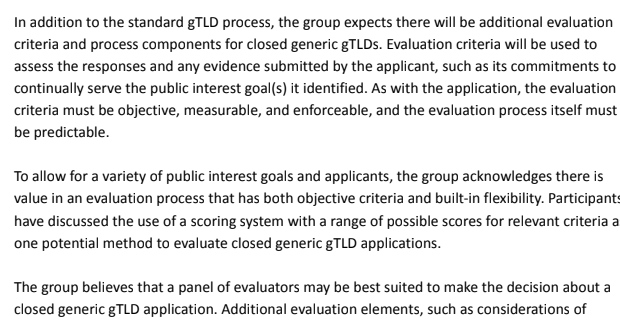 In addition to the standard gTLD process, the group expects there will be additional evaluation
criteria and process components for closed generic gTLDs. Evaluation criteria will be used to
assess the responses and any evidence submitted by the applicant, such as its commitments to
continually serve the public interest goal(s) it identified. As with the application, the evaluation
criteria must be objective, measurable, and enforceable, and the evaluation process itself must
be predictable.
To allow for a variety of public interest goals and applicants, the group acknowledges there is
value in an evaluation process that has both objective criteria and built-in flexibility. Participants
have discussed the use of a scoring system with a range of possible scores for relevant criteria a
one potential method to evaluate closed generic gTLD applications.
The group believes that a panel of evaluators may be best suited to make the decision about a
closed generic gTLD application. Additional evaluation elements, such as considerations of